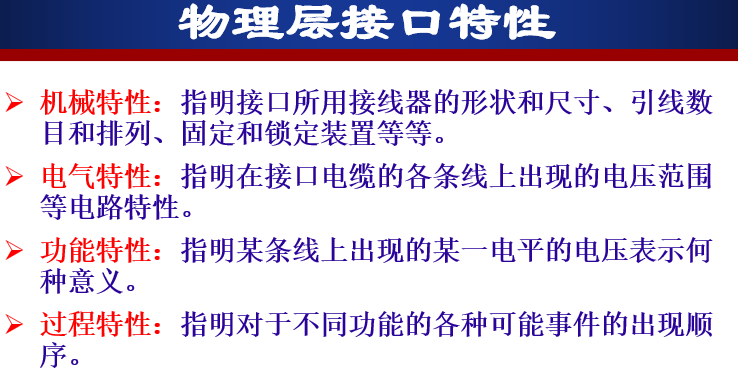 物理层接口特性
➢ 机械特性：指明接口所用接线器的形状和尺寸、引线数
目和排列、固定和锁定装置等等。
➢ 电气特性：指明在接口电缆的各条线上出现的电压范围
等电路特性。
➢ 功能特性：指明某条线上出现的某一电平的电压表示何
种意义。
➢ 过程特性：指明对于不同功能的各种可能事件的出现顺
序。